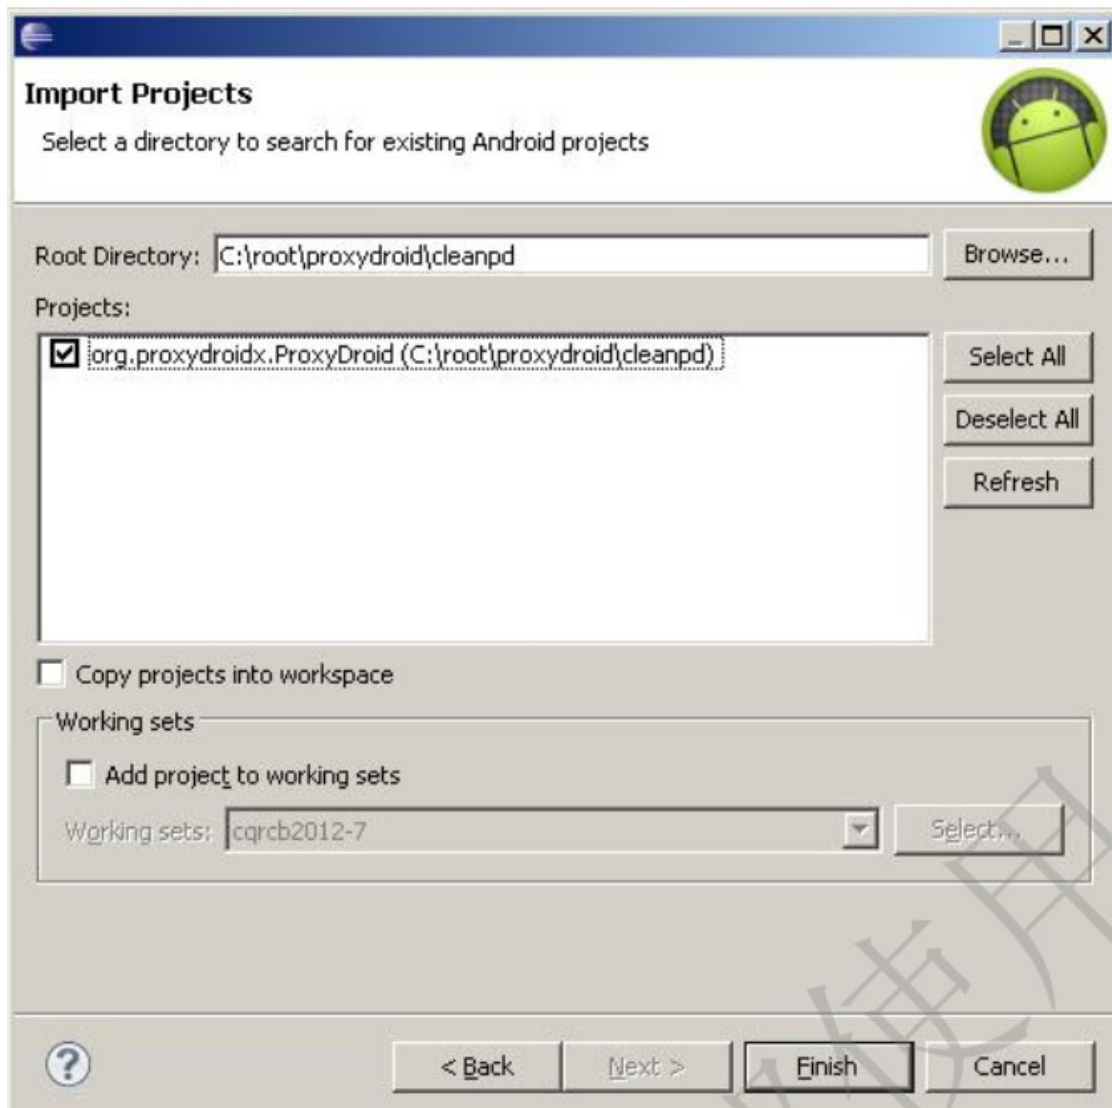 Import Projects
Select a directory to search for existing Android projects
Root Directory: C:\root\proxydroid\cleanpd Browse...
Projects:
org.proxydroidx.ProxyDroid (C:\root\proxydroid\cleanpd) Select All
Deselect All
Refresh
Copy projects into workspace
Working sets
Add project to working sets
Working sets: cqrcb2012-7 Select...
使用
? < Back Next > Finish Cancel